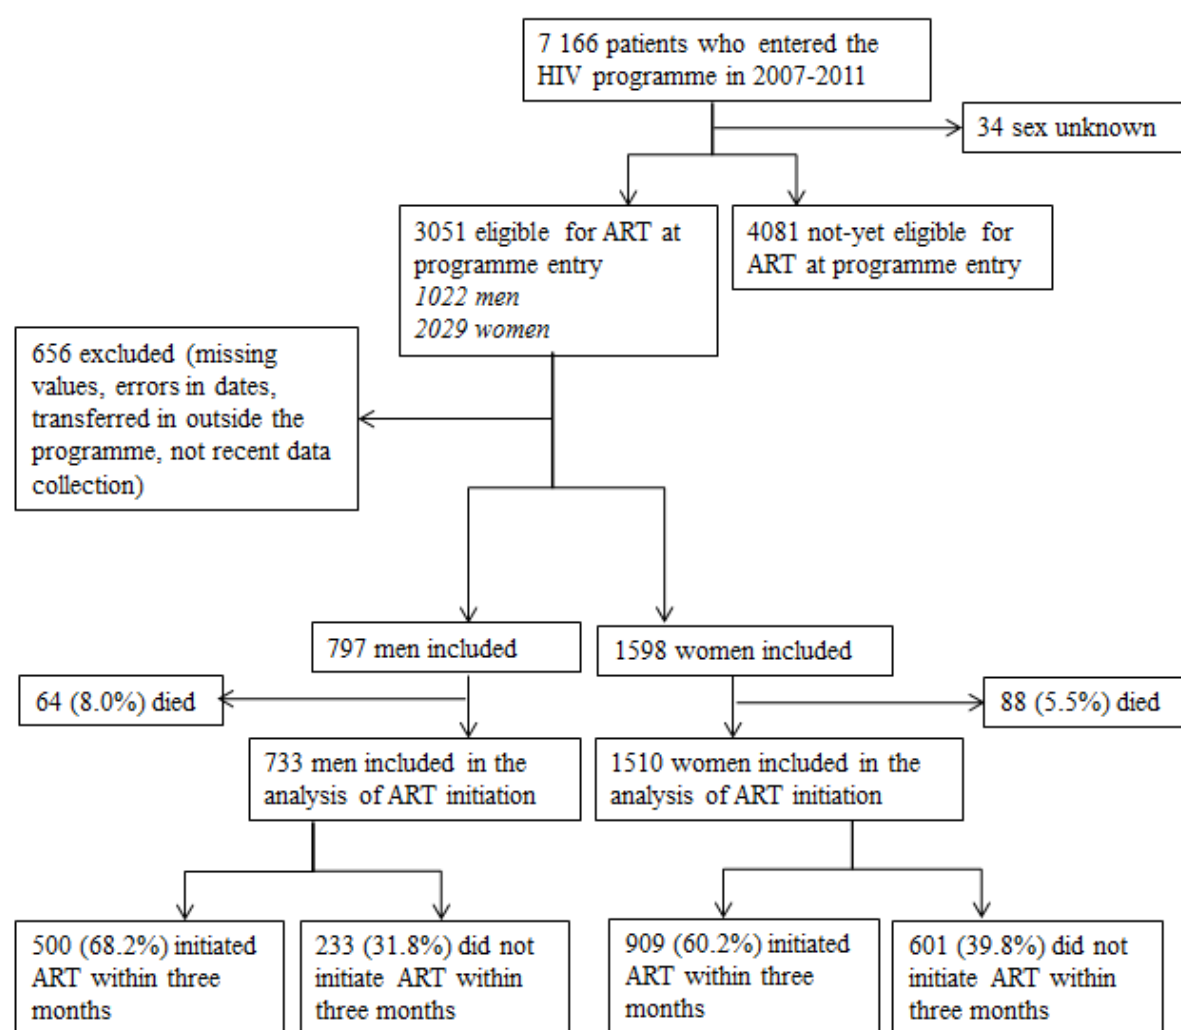 7 166 patients who entered the
HIV programme in 2007-2011
34 sex unknown
3051 eligible for ART at
programme entry
1022 men
2029 women
4081 not-yet eligible for
ART at programme entry
656 excluded (missing
values, errors in dates,
transferred in outside the
programme, not recent data
collection)
797 men included
1598 women included
64 (8.0%) died
88 (5.5%) died
733 men included in the
analysis of ART initiation
1510 women included in the
analysis of ART initiation
500 (68.2%) initiated
ART within three
months
233 (31.8%) did not
initiate ART within
three months
909 (60.2%) initiated
ART within three
months
601 (39.8%) did not
initiate ART within
three months